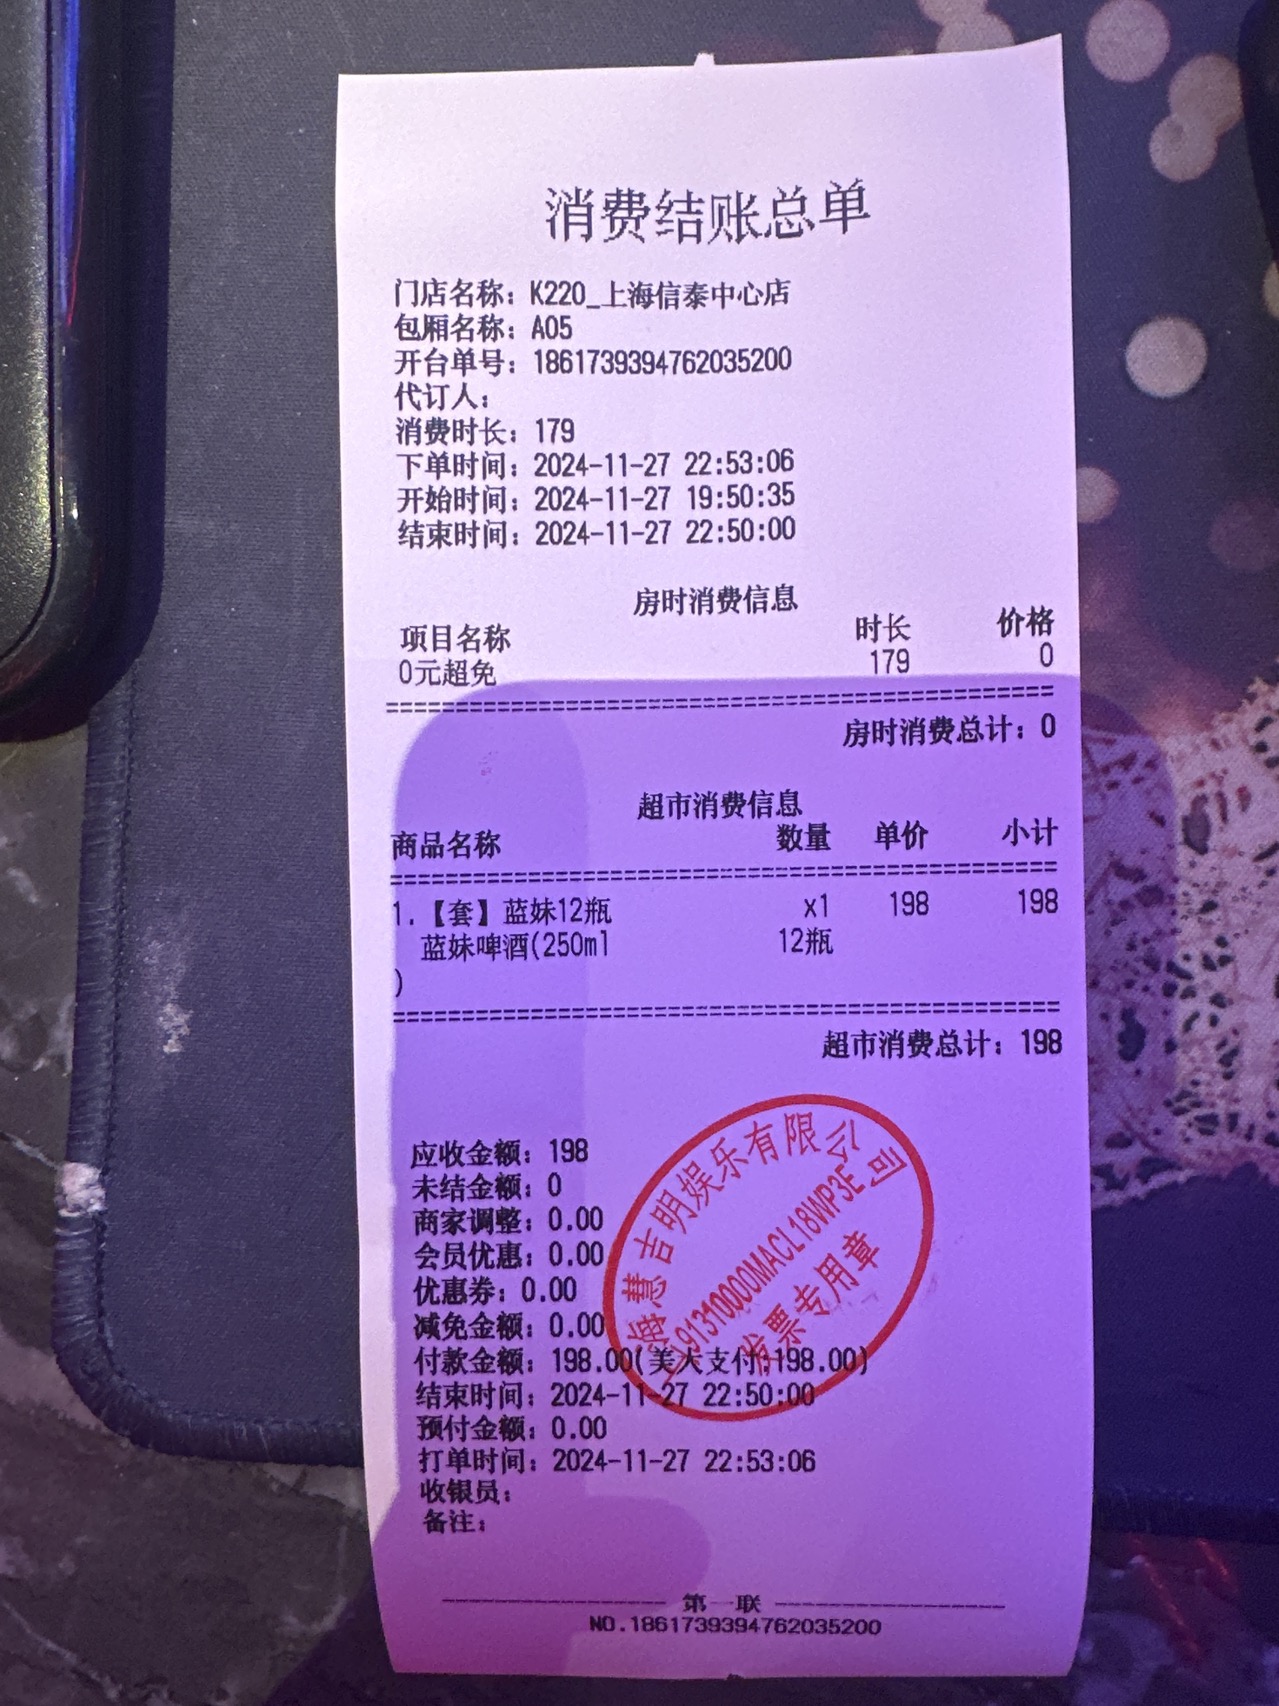 消费结账总单
门店名称：K220_上海信泰中心店
包厢名称：A05
开台单号：1861739394762035200
代订人：
消费时长：179
下单时间：2024-11-27 22:53:06
开始时间：2024-11-27 19:50:35
结束时间：2024-11-27 22:50:00
房时消费信息
项目名称 时长 价格
0元超免 179 0
房时消费总计：0
超市消费信息
商品名称 数量 单价 小计
1.【套】蓝妹12瓶 x1 198 198
蓝妹啤酒(250ml 12瓶
)
超市消费总计：198
应收金额：198
未结金额：0
商家调整：0.00
会员优惠：0.00
优惠券：0.00
减免金额：0.00
付款金额：198.00(美大支付:198.00)
结束时间：2024-11-27 22:50:00
预付金额：0.00
打单时间：2024-11-27 22:53:06
收银员：
备注：
上海慧吉明娱乐有限公司
91310000MACL18WP3E
发票专用章
第一联
NO.1861739394762035200